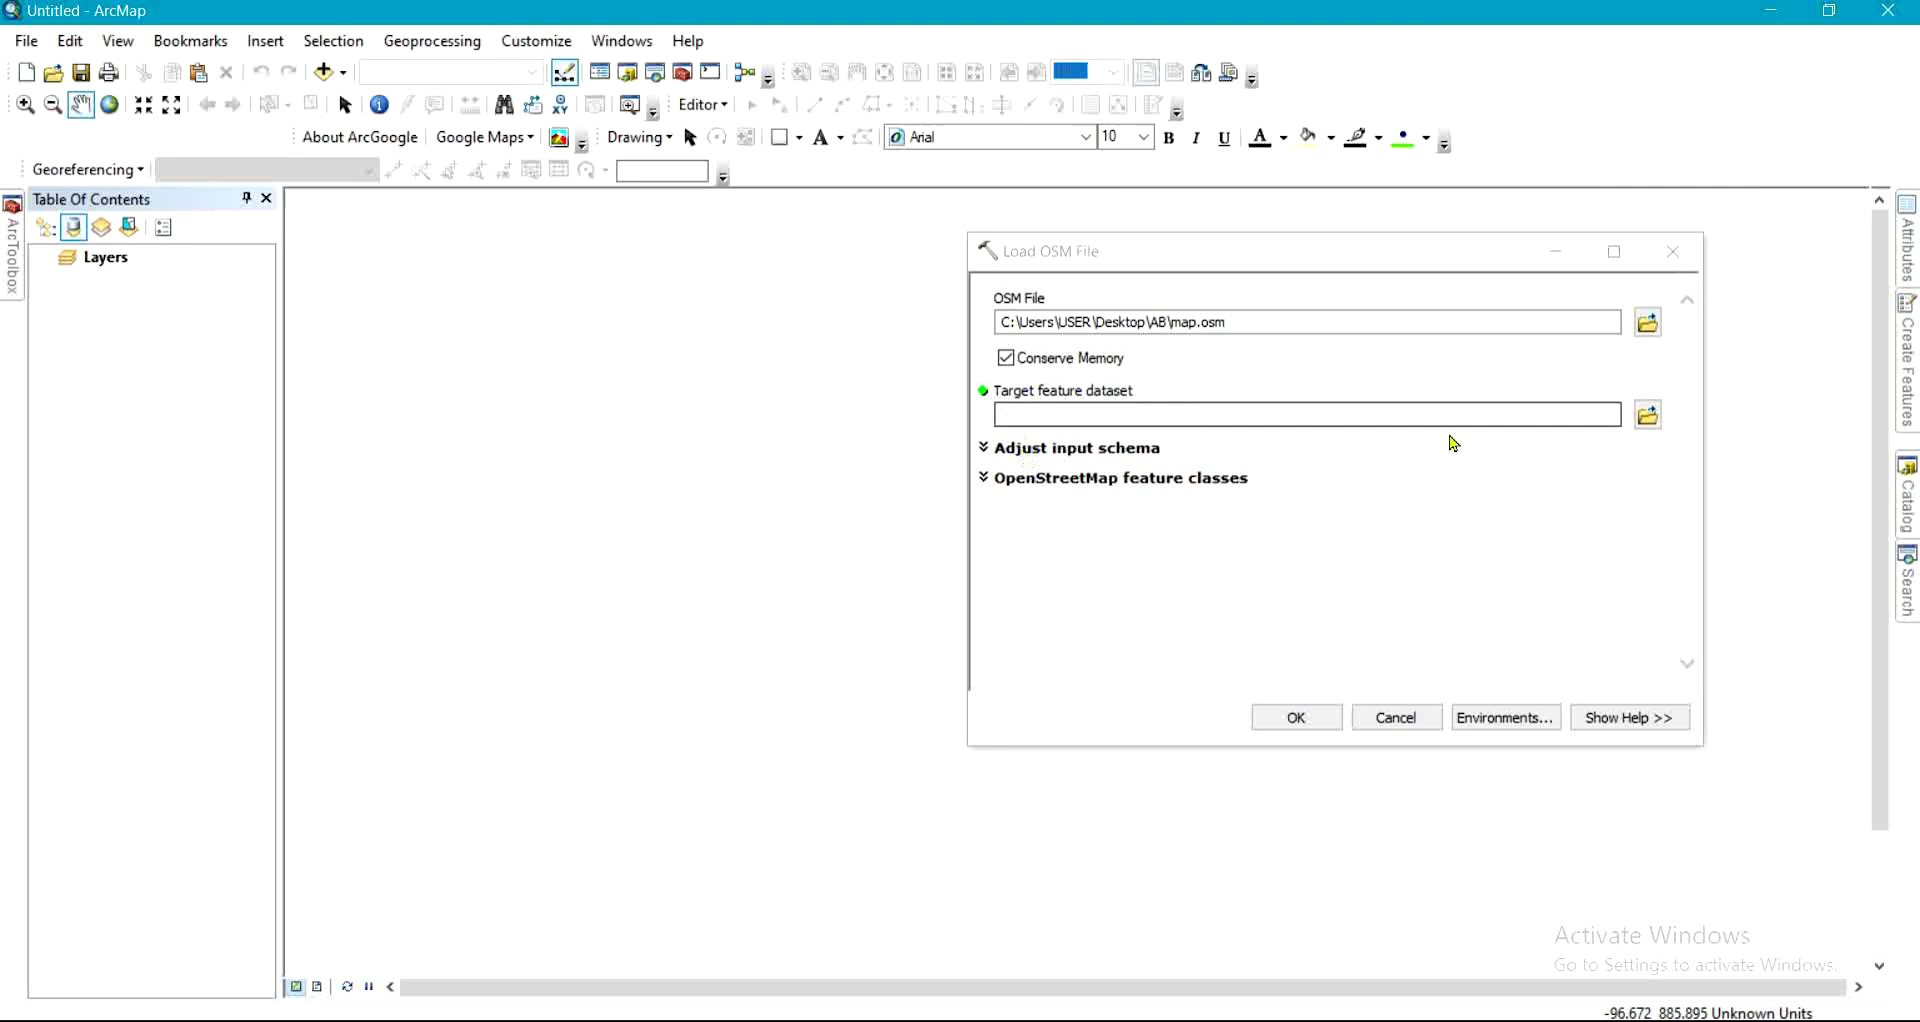 Untitled - ArcMap
File Edit View Bookmarks Insert Selection Geoprocessing Customize Windows Help
Editor
About ArcGoogle Google Maps Drawing Arial 10 B I U A
Georeferencing
Table Of Contents
ArcToolbox
Layers
Load OSM File
OSM File
C:\Users\USER\Desktop\AB\map.osm
Conserve Memory
Target feature dataset
Adjust input schema
OpenStreetMap feature classes
OK Cancel Environments... Show Help >>
Attributes
Create Features
Catalog
Search
Activate Windows
Go to Settings to activate Windows.
-96.672 885.895 Unknown Units